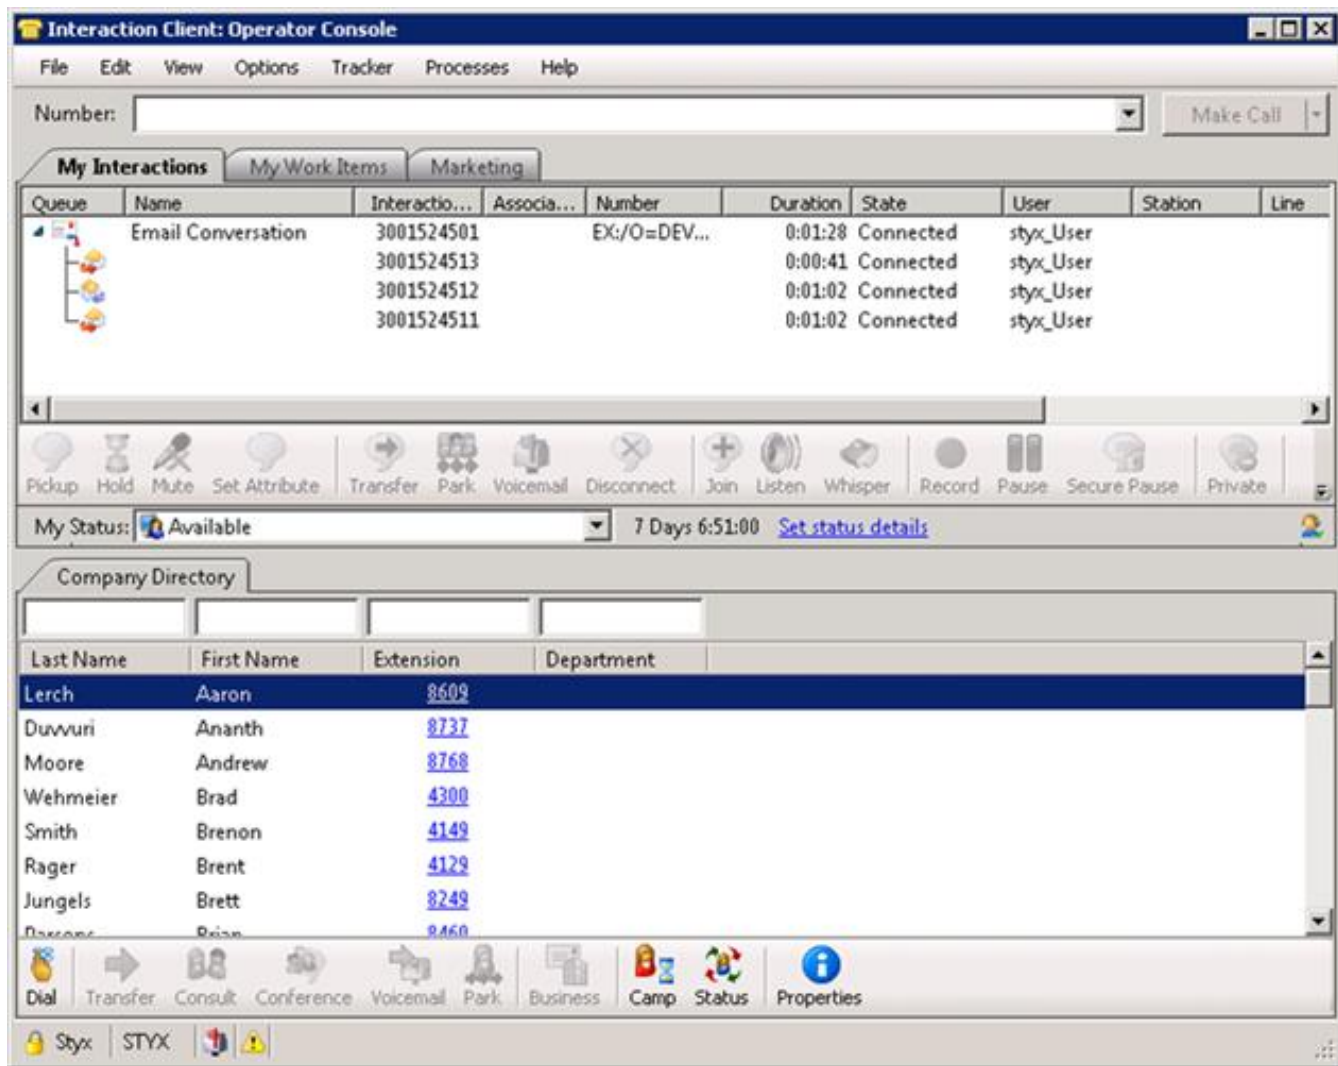 Interaction Client: Operator Console
File Edit View Options Tracker Processes Help
Number: Make Call
My Interactions My Work Items Marketing
Queue Name Interactio... Associa... Number Duration State User Station Line
Email Conversation 3001524501 EX:/O=DEV... 0:01:28 Connected styx_User
3001524513 0:00:41 Connected styx_User
3001524512 0:01:02 Connected styx_User
3001524511 0:01:02 Connected styx_User
Pickup Hold Mute Set Attribute Transfer Park Voicemail Disconnect Join Listen Whisper Record Pause Secure Pause Private
My Status: Available 7 Days 6:51:00 Set status details
Company Directory
Last Name First Name Extension Department
Lerch Aaron 8609
Duvvuri Ananth 8737
Moore Andrew 8768
Wehmeier Brad 4300
Smith Brenon 4149
Rager Brent 4129
Jungels Brett 8249
Parsons Brian 8460
Dial Transfer Consult Conference Voicemail Park Business Camp Status Properties
Styx STYX